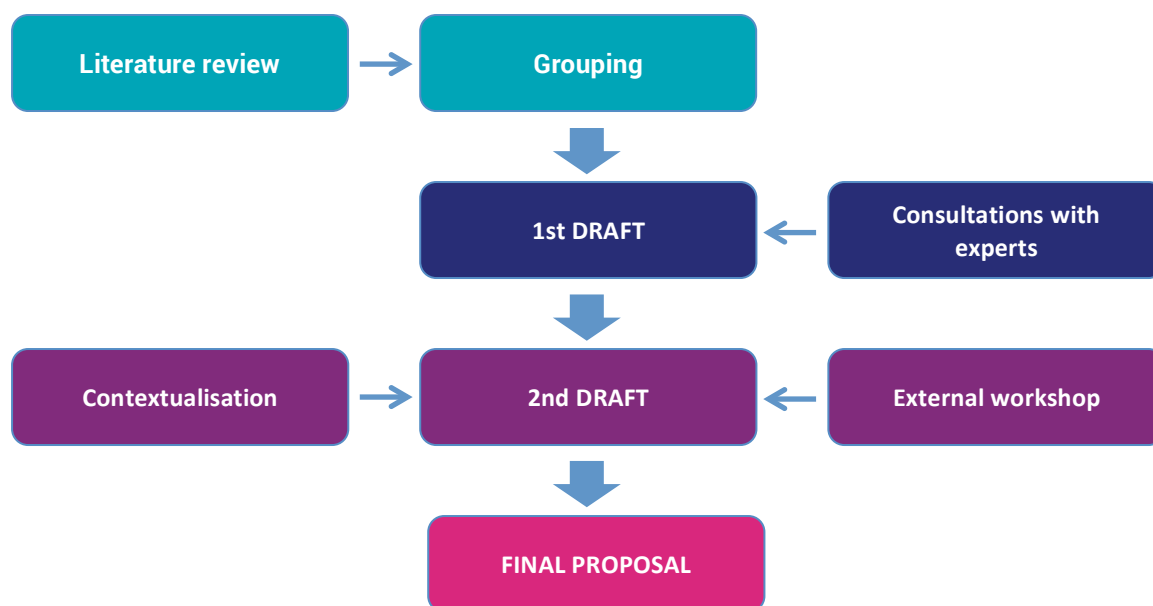 Literature review
Grouping
1st DRAFT
Consultations with
experts
Contextualisation
2nd DRAFT
External workshop
FINAL PROPOSAL